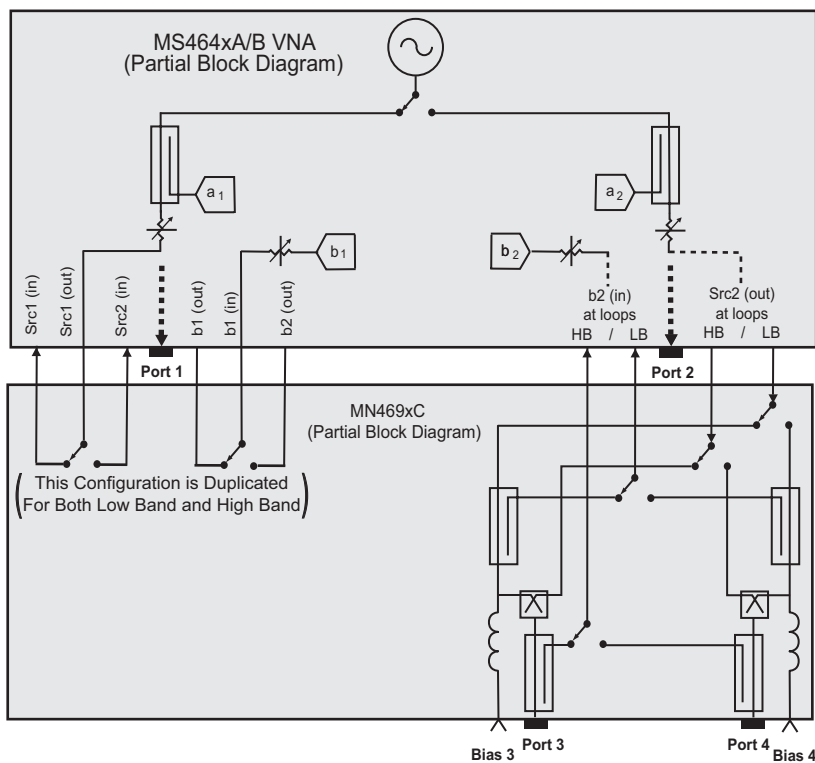 MS464xA/B VNA
(Partial Block Diagram)
a1
a2
b1
b2
Src1 (in)
Src1 (out)
Src2 (in)
b1 (out)
b1 (in)
b2 (out)
b2 (in)
at loops
HB / LB
Src2 (out)
at loops
HB / LB
Port 1
Port 2
MN469xC
(Partial Block Diagram)
(This Configuration is Duplicated
For Both Low Band and High Band)
Bias 3
Port 3
Port 4
Bias 4